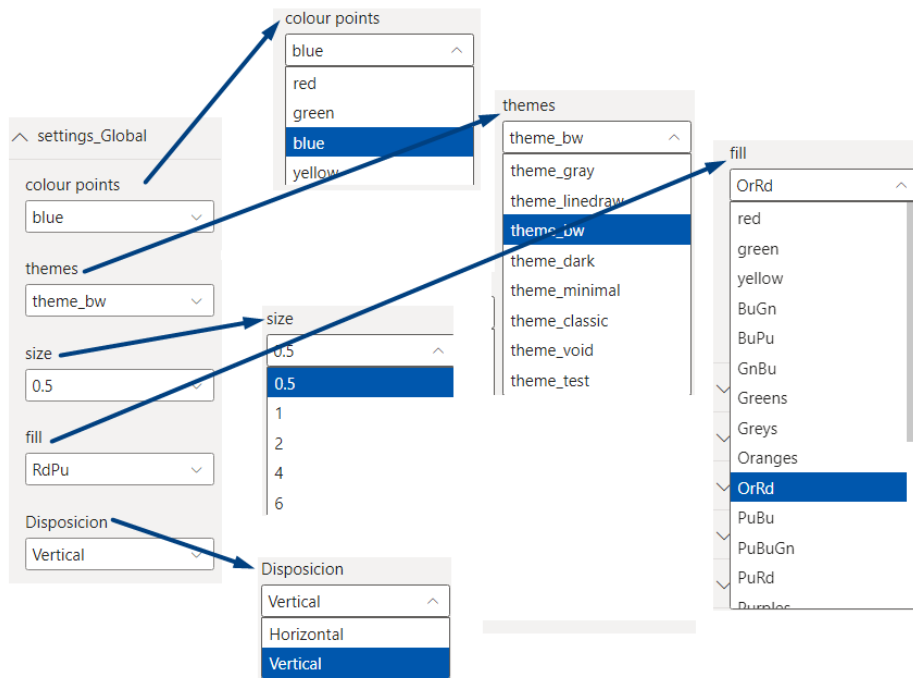 settings_Global
colour points
blue
themes
theme_bw
size
0.5
fill
RdPu
Disposicion
Vertical
colour points
blue
red
green
blue
yellow
themes
theme_bw
theme_gray
theme_linedraw
theme_bw
theme_dark
theme_minimal
theme_classic
theme_void
theme_test
size
0.5
0.5
1
2
4
6
fill
OrRd
red
green
yellow
BuGn
BuPu
GnBu
Greens
Greys
Oranges
OrRd
PuBu
PuBuGn
PuRd
Purples
Disposicion
Vertical
Horizontal
Vertical